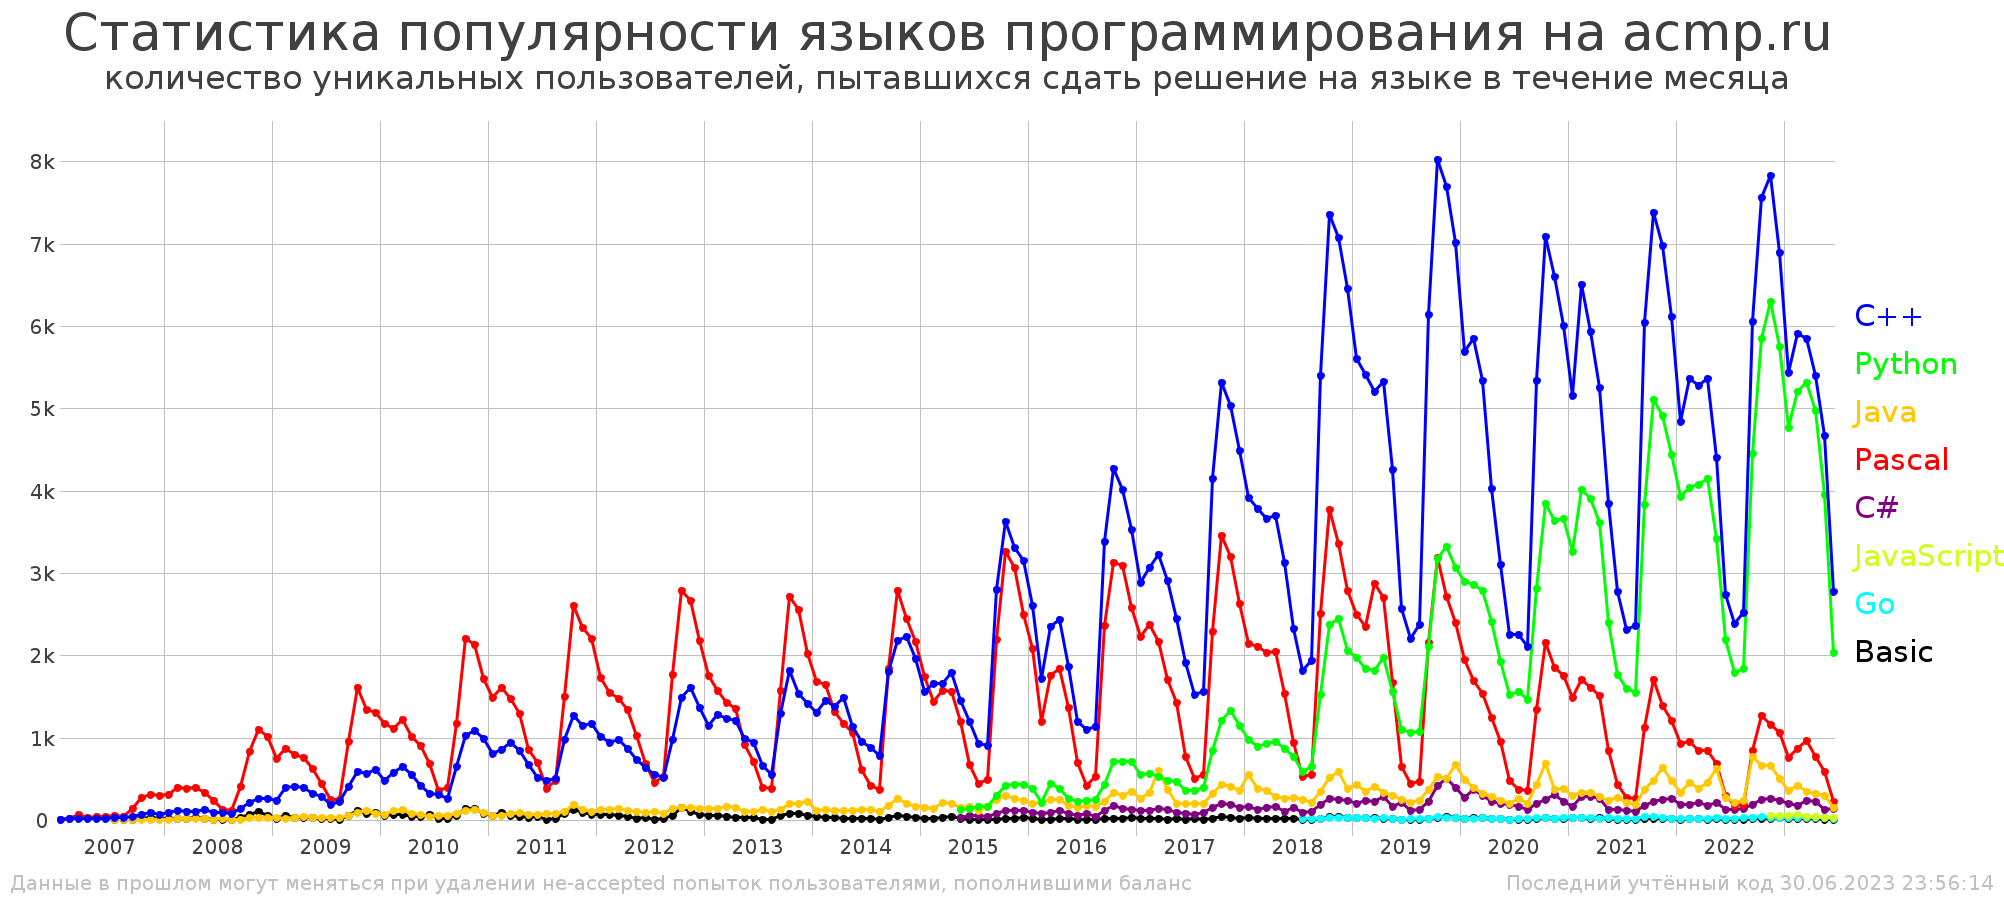 Статистика популярности языков программирования на acmp.ru
количество уникальных пользователей, пытавшихся сдать решение на языке в течение месяца
8k
7k
6k
5k
4k
3k
2k
1k
0
C++
Python
Java
Pascal
C#
JavaScript
Go
Basic
2007 2008 2009 2010 2011 2012 2013 2014 2015 2016 2017 2018 2019 2020 2021 2022
Данные в прошлом могут меняться при удалении не-accepted попыток пользователями, пополнившими баланс
Последний учтённый код 30.06.2023 23:56:14